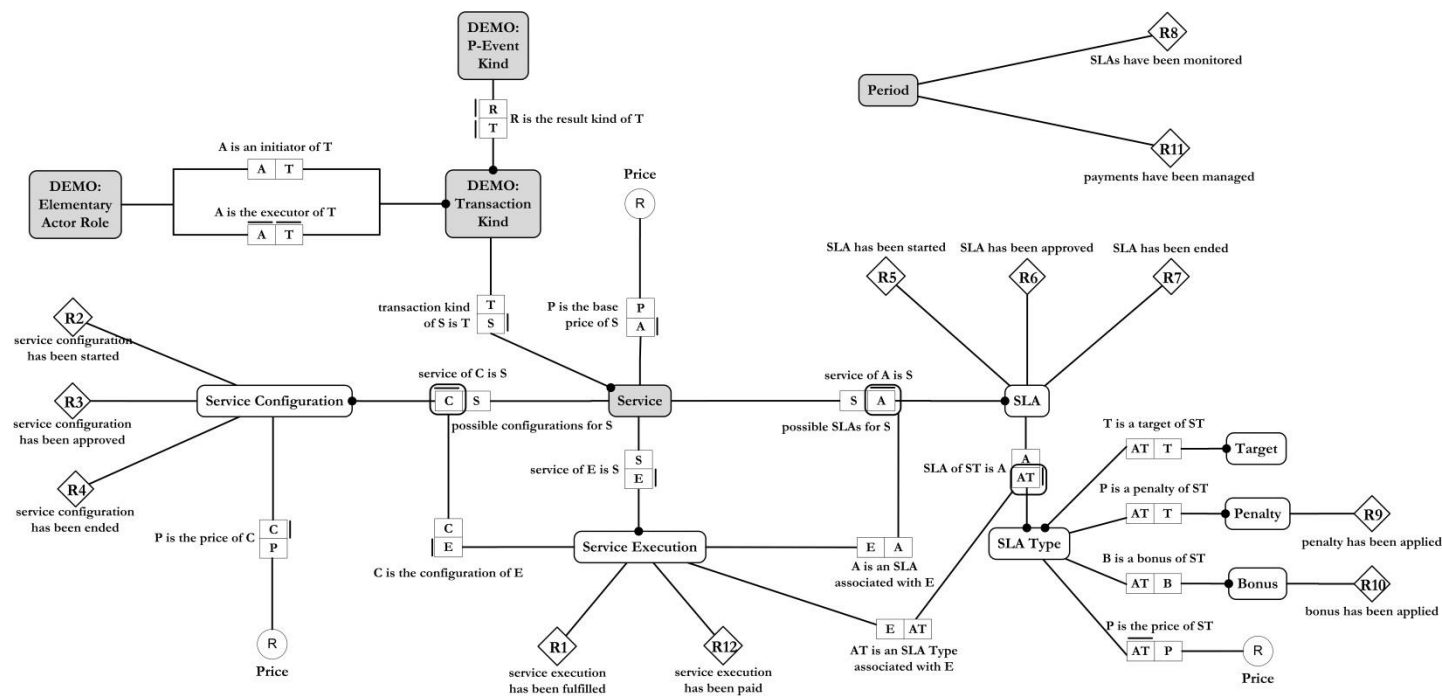 DEMO:
P-Event
Kind
R
T
R is the result kind of T
R8
SLAs have been monitored
Period
R11
payments have been managed
A is an initiator of T
A T
DEMO:
Elementary
Actor Role
A is the executor of T
A T
DEMO:
Transaction
Kind
Price
R
transaction kind
of S is T
T
S
P is the base
price of S
P
A
SLA has been started
R5
SLA has been approved
R6
SLA has been ended
R7
R2
service configuration
has been started
R3
service configuration
has been approved
R4
service configuration
has been ended
Service Configuration
service of C is S
C S
possible configurations for S
Service
service of A is S
S A
possible SLAs for S
SLA
service of E is S
S
E
SLA of ST is A
A
AT
T is a target of ST
AT T
Target
P is a penalty of ST
AT T
Penalty
R9
penalty has been applied
SLA Type
B is a bonus of ST
AT B
Bonus
R10
bonus has been applied
P is the price of ST
AT P
R
Price
P is the price of C
C
P
R
Price
C
E
C is the configuration of E
Service Execution
E A
A is an SLA
associated with E
E AT
AT is an SLA Type
associated with E
R1
service execution
has been fulfilled
R12
service execution
has been paid